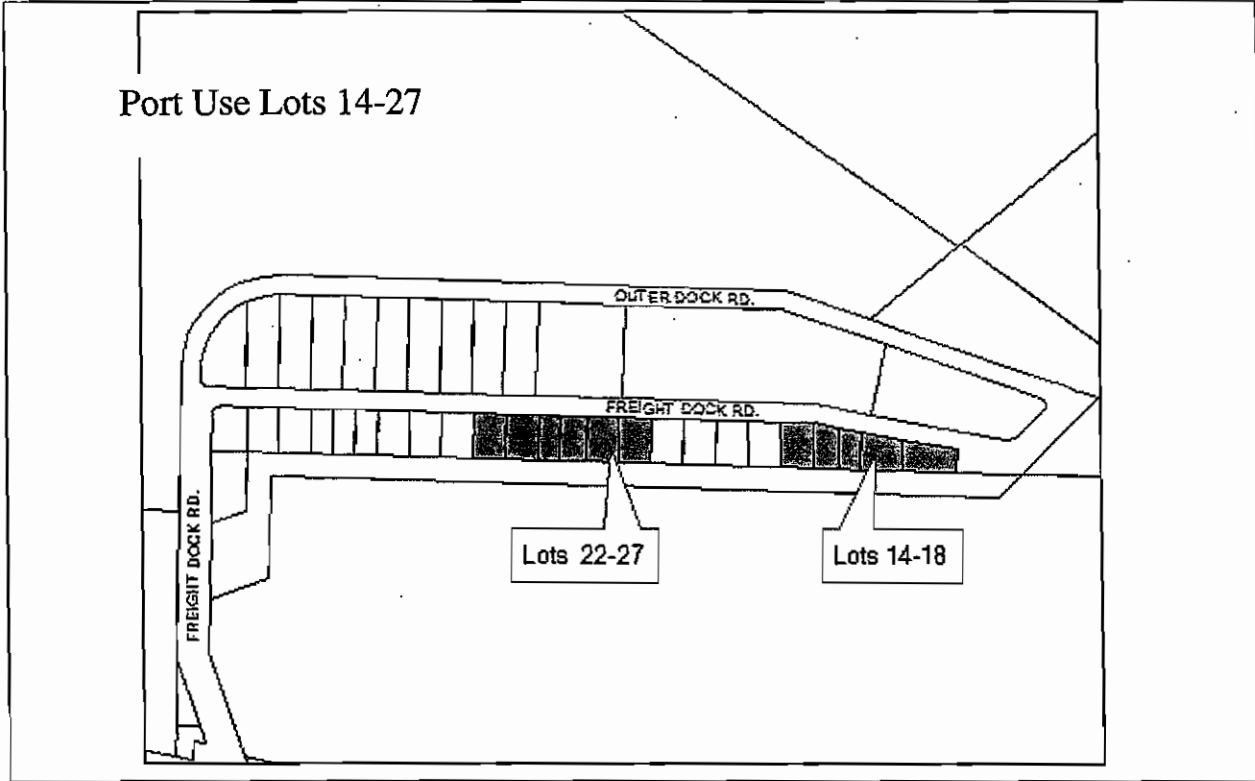 Port Use Lots 14-27
OUTER DOCK RD.
FREIGHT DOCK RD.
FREIGHT DOCK RD.
Lots 22-27
Lots 14-18